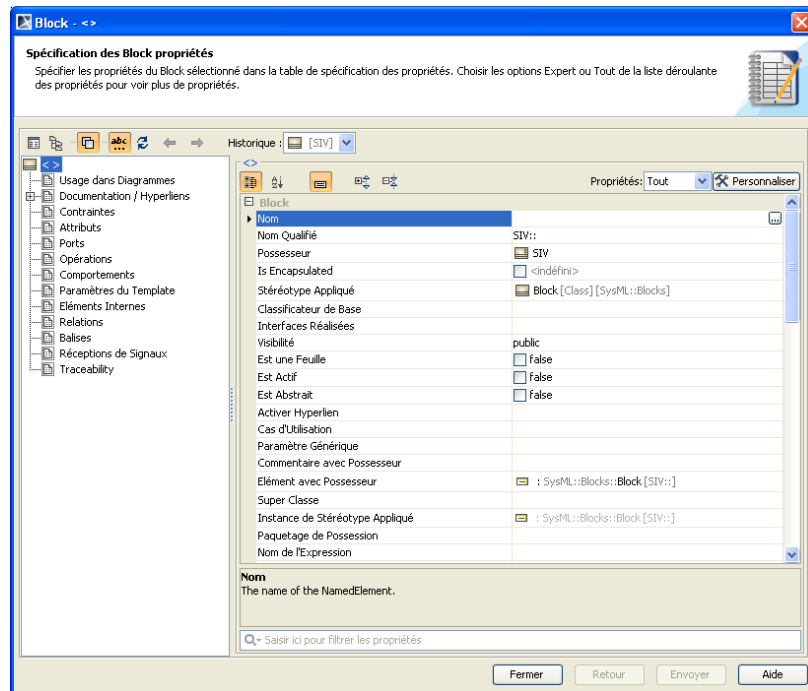 Block - <>
Spécification des Block propriétés
Spécifier les propriétés du Block sélectionné dans la table de spécification des propriétés. Choisir les options Expert ou Tout de la liste déroulante
des propriétés pour voir plus de propriétés.
abc Historique : [SIV]
<>
Usage dans Diagrammes
Documentation / Hyperliens
Contraintes
Attributs
Ports
Opérations
Comportements
Paramètres du Template
Eléments Internes
Relations
Balises
Réceptions de Signaux
Traceability
<>
Propriétés: Tout Personnaliser
Block
Nom ...
Nom Qualifié SIV::
Possesseur SIV
Is Encapsulated <indéfini>
Stéréotype Appliqué Block [Class] [SysML::Blocks]
Classificateur de Base
Interfaces Réalisées
Visibilité public
Est une Feuille false
Est Actif false
Est Abstrait false
Activer Hyperlien
Cas d'Utilisation
Paramètre Générique
Commentaire avec Possesseur
Elément avec Possesseur : SysML::Blocks::Block [SIV::]
Super Classe
Instance de Stéréotype Appliqué : SysML::Blocks::Block [SIV::]
Paquetage de Possession
Nom de l'Expression
Nom
The name of the NamedElement.
Saisir ici pour filtrer les propriétés
Fermer Retour Envoyer Aide